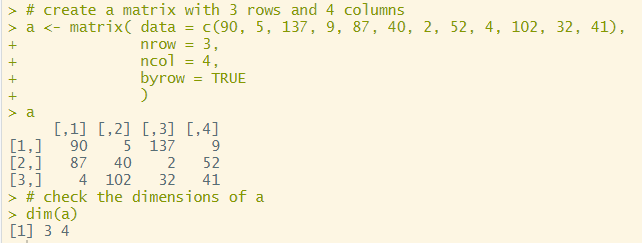 > # create a matrix with 3 rows and 4 columns
> a <- matrix( data = c(90, 5, 137, 9, 87, 40, 2, 52, 4, 102, 32, 41),
+              nrow = 3,
+              ncol = 4,
+              byrow = TRUE
+              )
> a
     [,1] [,2] [,3] [,4]
[1,]   90    5  137    9
[2,]   87   40    2   52
[3,]    4  102   32   41
> # check the dimensions of a
> dim(a)
[1] 3 4